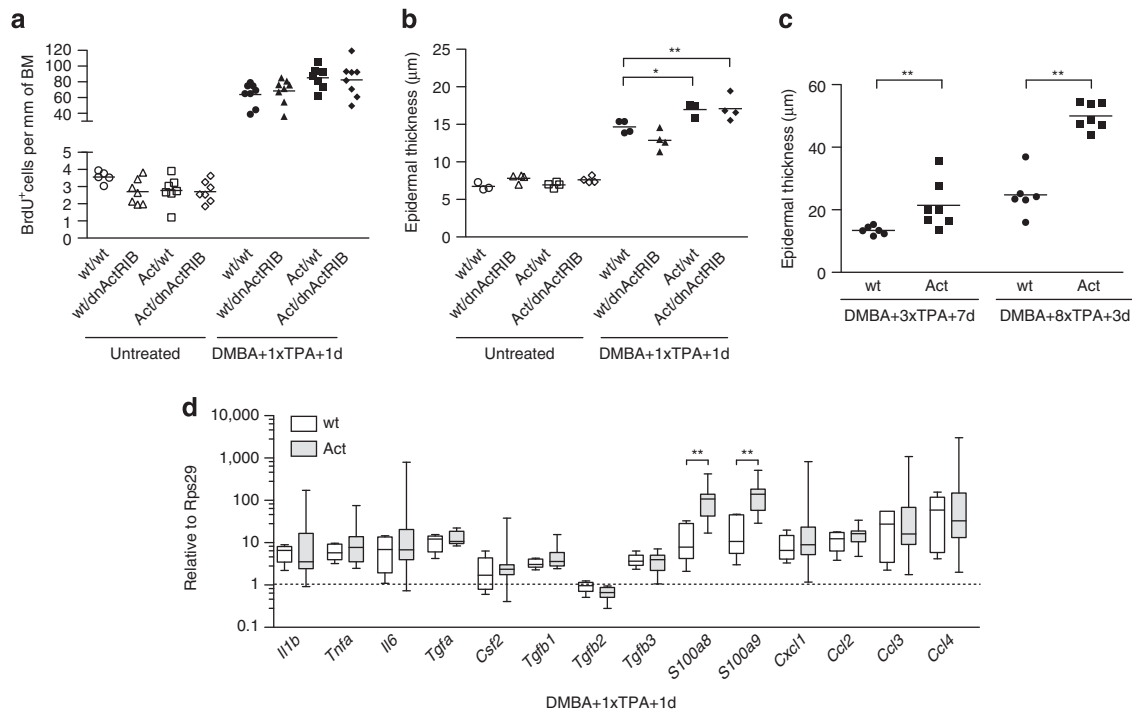 a
BrdU⁺cells per mm of BM
120
100
80
60
40
5
4
3
2
1
0
wt/wt
wt/dnActRIB
Act/wt
Act/dnActRIB
wt/wt
wt/dnActRIB
Act/wt
Act/dnActRIB
Untreated
DMBA+1xTPA+1d
b
Epidermal thickness (μm)
25
20
15
10
5
0
**
*
wt/wt
wt/dnActRIB
Act/wt
Act/dnActRIB
wt/wt
wt/dnActRIB
Act/wt
Act/dnActRIB
Untreated
DMBA+1xTPA+1d
c
Epidermal thickness (μm)
60
40
20
0
**
**
wt
Act
wt
Act
DMBA+3xTPA+7d
DMBA+8xTPA+3d
d
Relative to Rps29
10,000
1,000
100
10
1
0.1
wt
Act
**
**
Il1b
Tnfa
Il6
Tgfa
Csf2
Tgfb1
Tgfb2
Tgfb3
S100a8
S100a9
Cxcl1
Ccl2
Ccl3
Ccl4
DMBA+1xTPA+1d